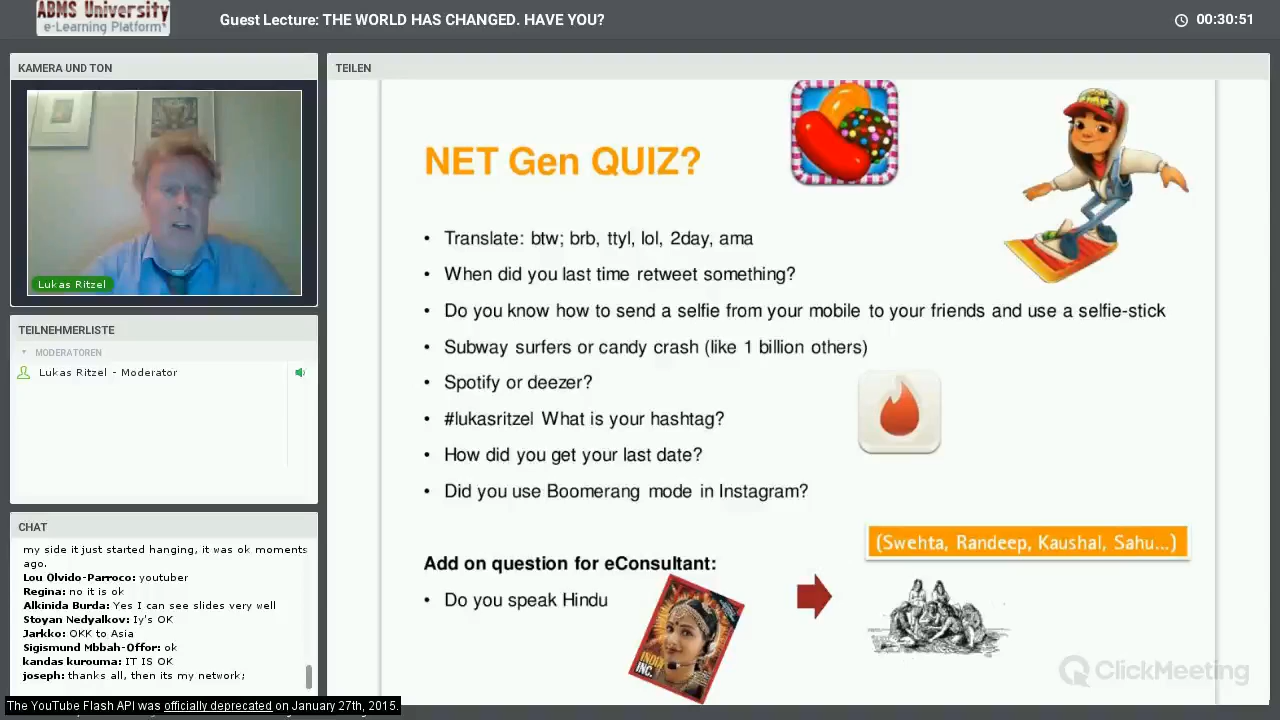 ABMS University
e-Learning Platform*
Guest Lecture: THE WORLD HAS CHANGED. HAVE YOU?
00:30:51
KAMERA UND TON
Lukas Ritzel
TEILNEHMERLISTE
MODERATOREN
Lukas Ritzel - Moderator
CHAT
my side it just started hanging, it was ok moments
ago.
Lou Olvido-Parroco: youtuber
Regina: no it is ok
Alkinida Burda: Yes I can see slides very well
Stoyan Nedyalkov: Iy's OK
Jarkko: OKK to Asia
Sigismund Mbbah-Offor: ok
kandas kurouma: IT IS OK
joseph: thanks all, then its my network;
The YouTube Flash API was officially deprecated on January 27th, 2015.
TEILEN
NET Gen QUIZ?
• Translate: btw; brb, ttyl, lol, 2day, ama
• When did you last time retweet something?
• Do you know how to send a selfie from your mobile to your friends and use a selfie-stick
• Subway surfers or candy crash (like 1 billion others)
• Spotify or deezer?
• #lukasritzel What is your hashtag?
• How did you get your last date?
• Did you use Boomerang mode in Instagram?
(Swehta, Randeep, Kaushal, Sahu...)
Add on question for eConsultant:
• Do you speak Hindu
INDIA
INC.
ClickMeeting